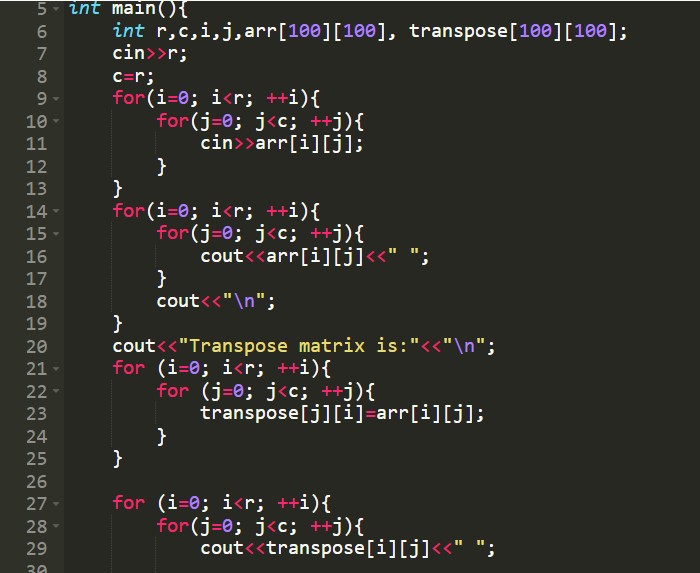 5 int main(){
6 int r,c,i,j,arr[100][100], transpose[100][100];
7 cin>>r;
8 c=r;
9 for(i=0; i<r; ++i){
10 for(j=0; j<c; ++j){
11 cin>>arr[i][j];
12 }
13 }
14 for(i=0; i<r; ++i){
15 for(j=0; j<c; ++j){
16 cout<<arr[i][j]<<" ";
17 }
18 cout<<"\n";
19 }
20 cout<<"Transpose matrix is:"<<"\n";
21 for (i=0; i<r; ++i){
22 for (j=0; j<c; ++j){
23 transpose[j][i]=arr[i][j];
24 }
25 }
26
27 for (i=0; i<r; ++i){
28 for(j=0; j<c; ++j){
29 cout<<transpose[i][j]<<" ";
30